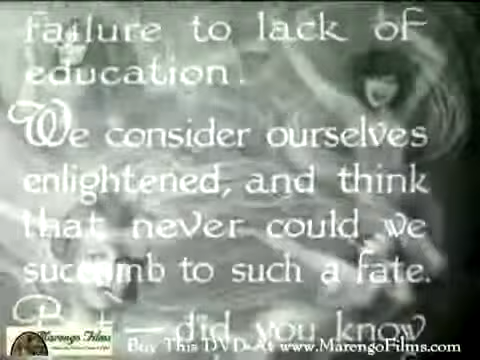 failure to lack of
education.
We consider ourselves
enlightened, and think
that never could we
succumb to such a fate.
But — did you know
Marengo Films
Buy This DVD At www.MarengoFilms.com